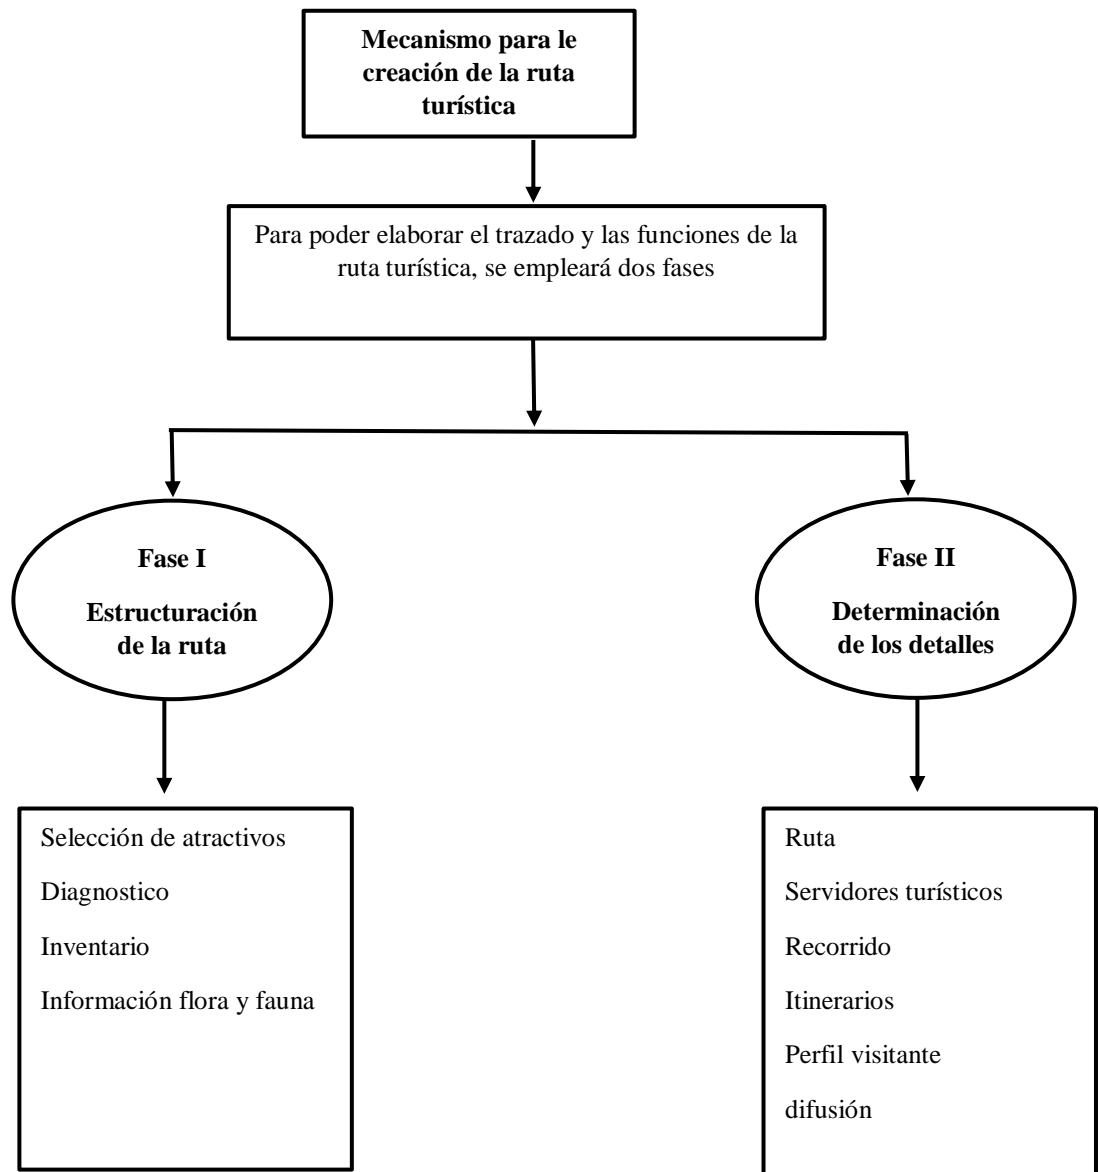 Mecanismo para le
creación de la ruta
turística
Para poder elaborar el trazado y las funciones de la
ruta turística, se empleará dos fases
Fase I
Estructuración
de la ruta
Fase II
Determinación
de los detalles
Selección de atractivos
Diagnostico
Inventario
Información flora y fauna
Ruta
Servidores turísticos
Recorrido
Itinerarios
Perfil visitante
difusión